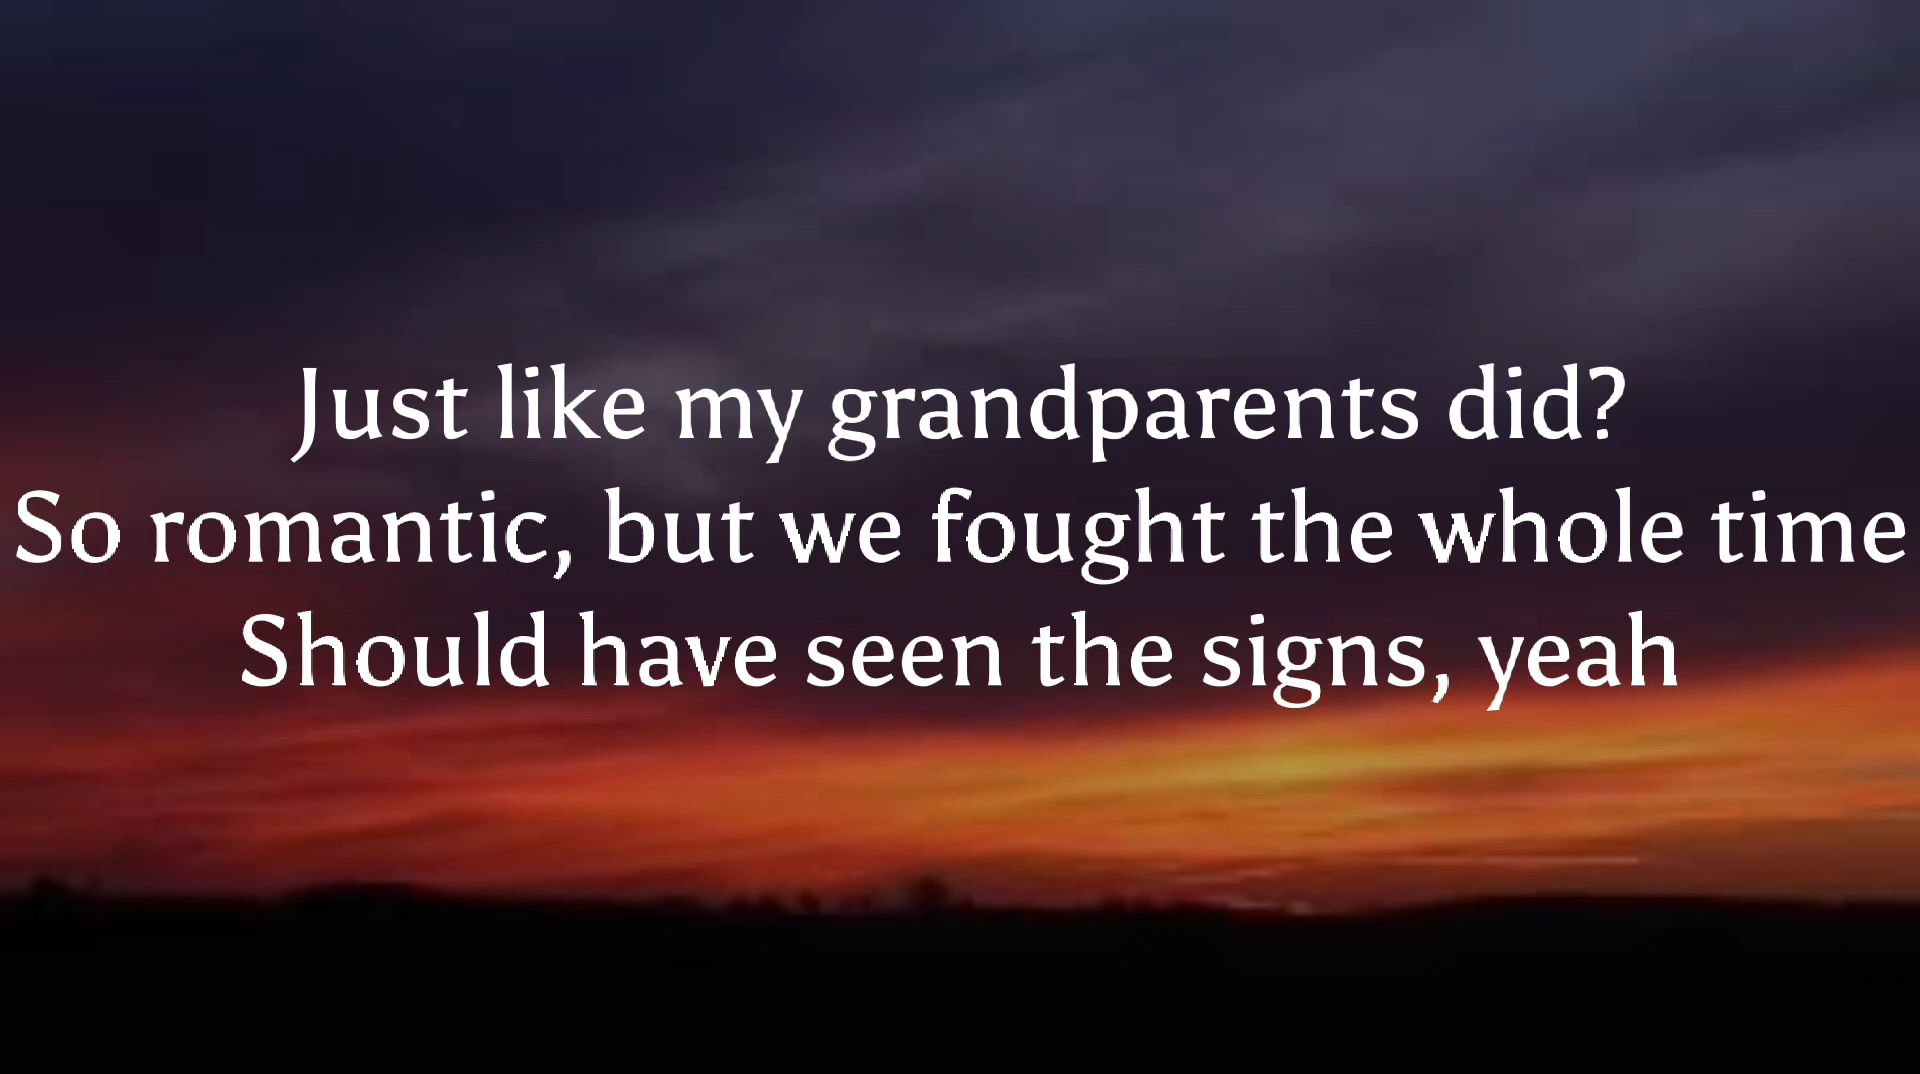 Just like my grandparents did?
So romantic, but we fought the whole time
Should have seen the signs, yeah